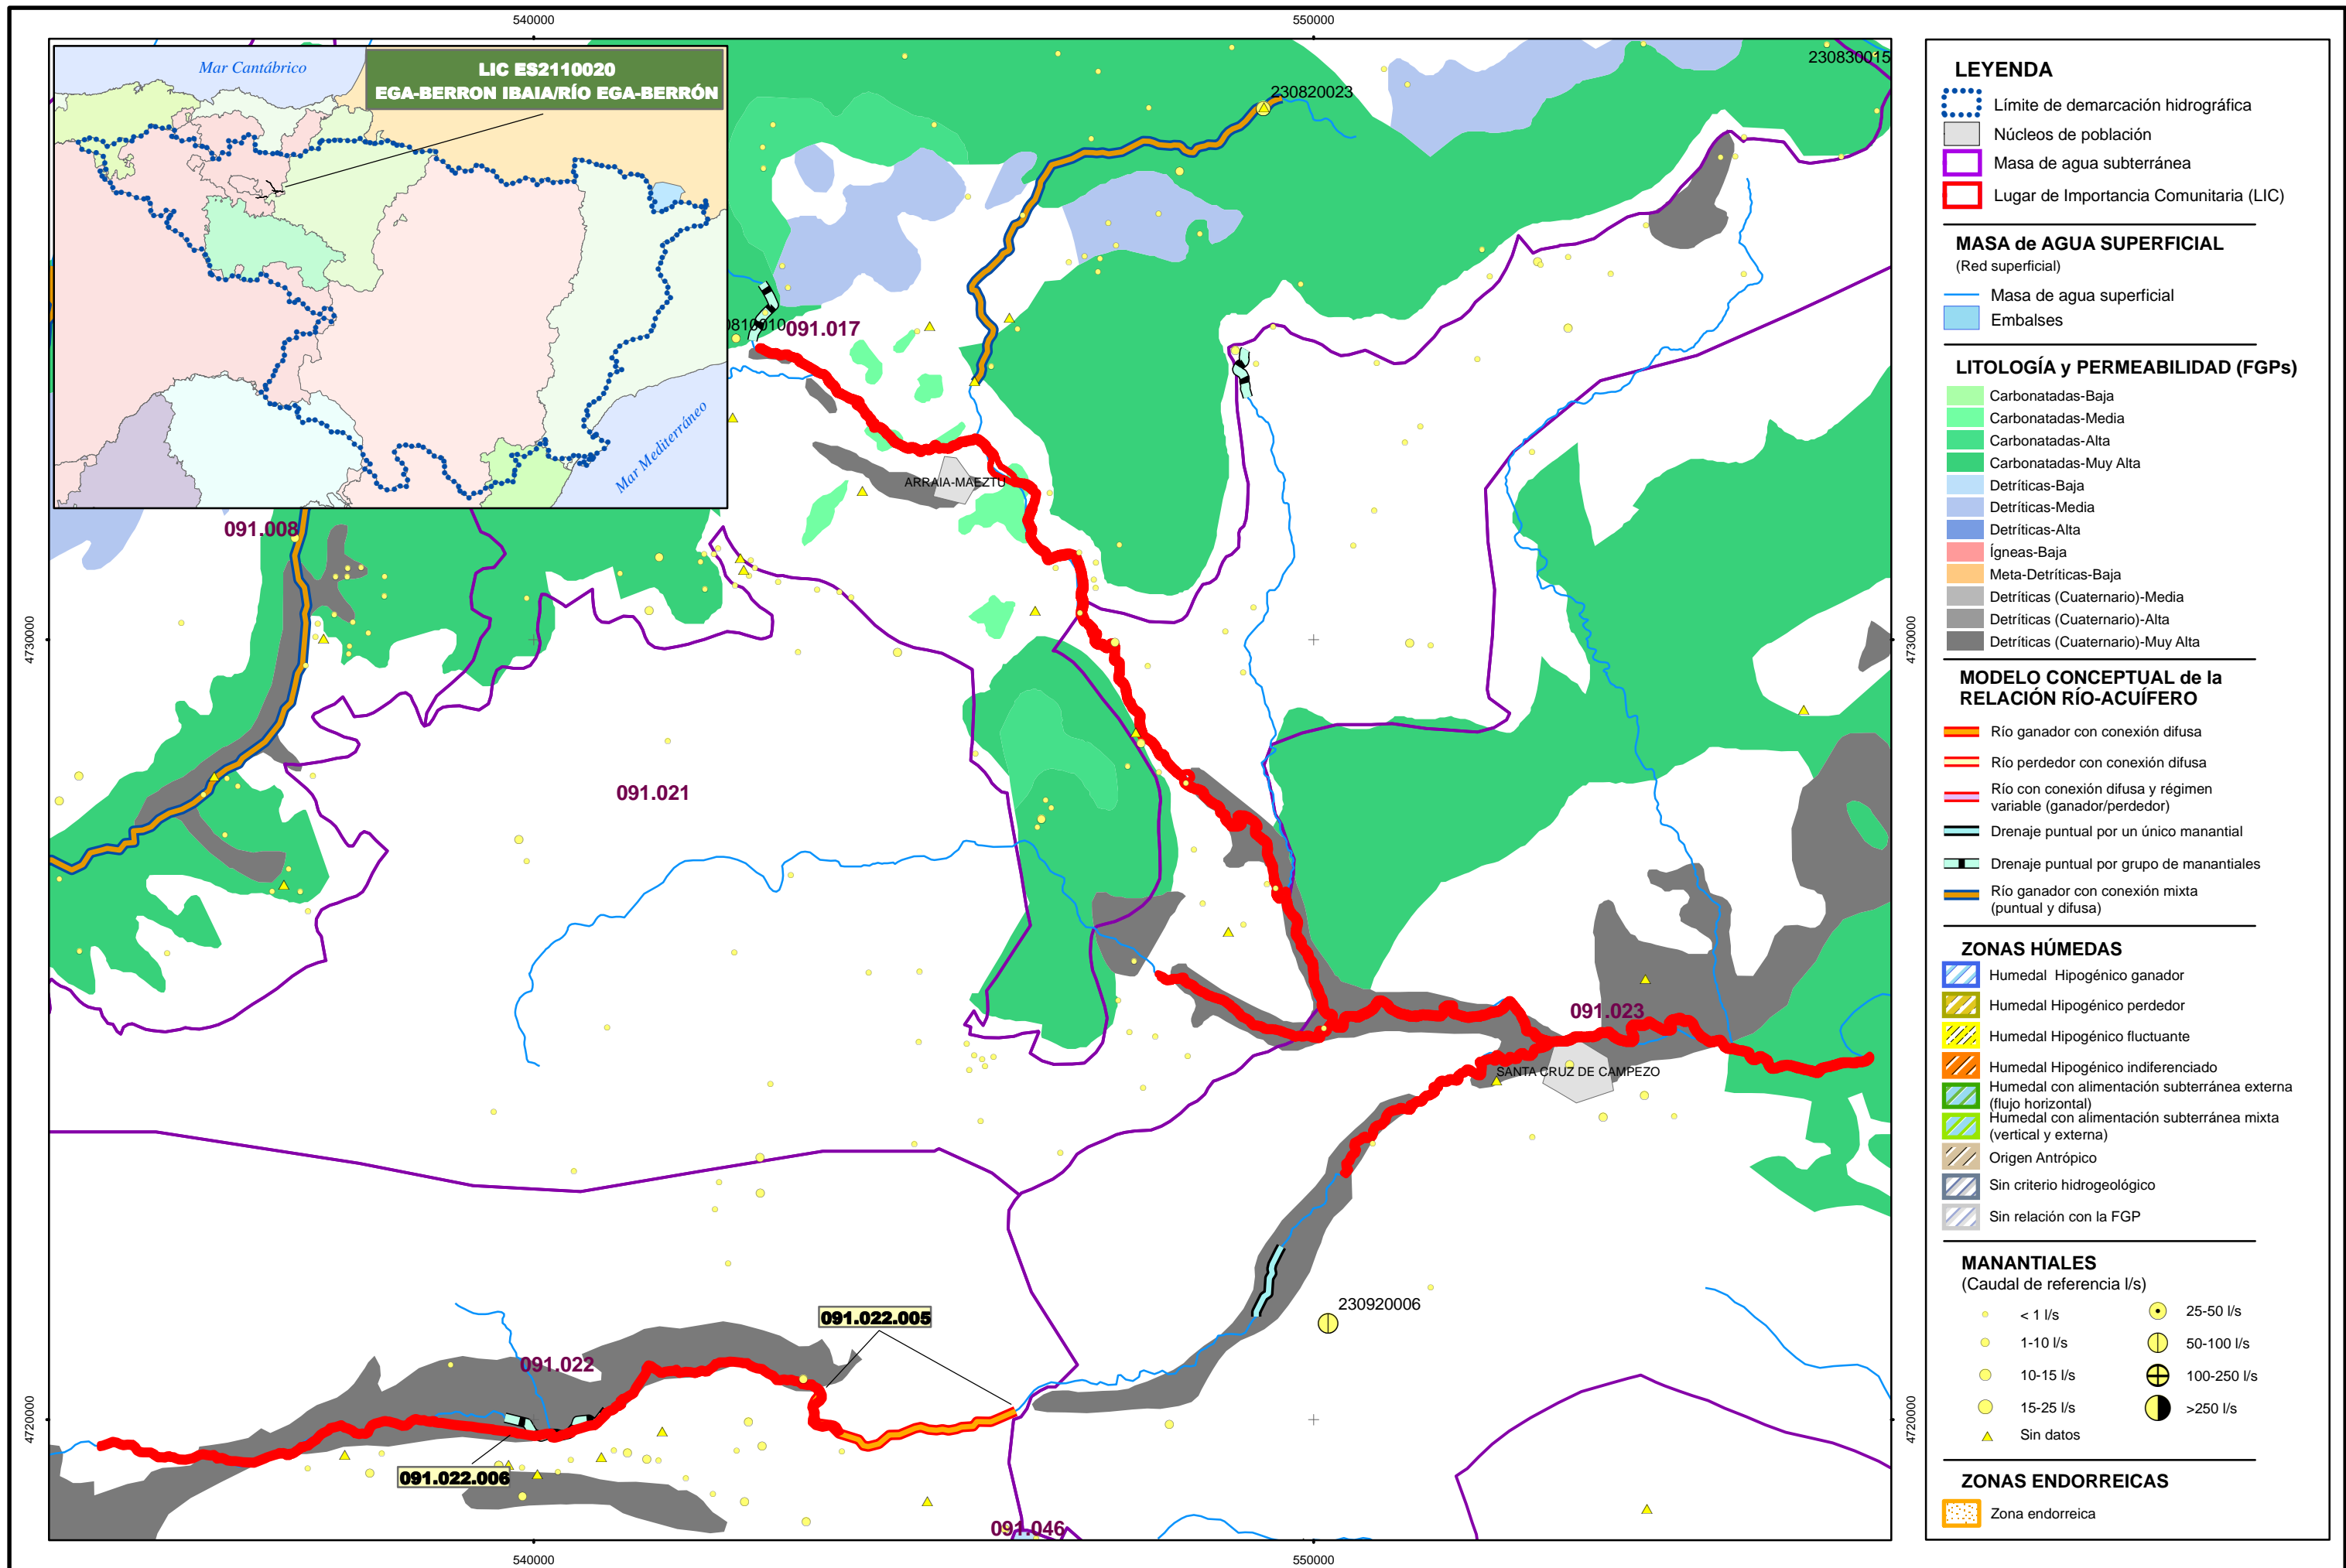 540000
550000
Mar Cantábrico
LIC ES2110020
EGA-BERRON IBAIA/RÍO EGA-BERRÓN
Mar Mediterráneo
230820023
230830015
0810010
091.017
ARRAIA-MAEZTU
091.008
4730000
4730000
091.021
091.023
SANTA CRUZ DE CAMPEZO
230920006
091.022.005
091.022
091.022.006
4720000
4720000
091.046
540000
550000
LEYENDA
Límite de demarcación hidrográfica
Núcleos de población
Masa de agua subterránea
Lugar de Importancia Comunitaria (LIC)
MASA de AGUA SUPERFICIAL
(Red superficial)
Masa de agua superficial
Embalses
LITOLOGÍA y PERMEABILIDAD (FGPs)
Carbonatadas-Baja
Carbonatadas-Media
Carbonatadas-Alta
Carbonatadas-Muy Alta
Detríticas-Baja
Detríticas-Media
Detríticas-Alta
Ígneas-Baja
Meta-Detríticas-Baja
Detríticas (Cuaternario)-Media
Detríticas (Cuaternario)-Alta
Detríticas (Cuaternario)-Muy Alta
MODELO CONCEPTUAL de la
RELACIÓN RÍO-ACUÍFERO
Río ganador con conexión difusa
Río perdedor con conexión difusa
Río con conexión difusa y régimen
variable (ganador/perdedor)
Drenaje puntual por un único manantial
Drenaje puntual por grupo de manantiales
Río ganador con conexión mixta
(puntual y difusa)
ZONAS HÚMEDAS
Humedal Hipogénico ganador
Humedal Hipogénico perdedor
Humedal Hipogénico fluctuante
Humedal Hipogénico indiferenciado
Humedal con alimentación subterránea externa
(flujo horizontal)
Humedal con alimentación subterránea mixta
(vertical y externa)
Origen Antrópico
Sin criterio hidrogeológico
Sin relación con la FGP
MANANTIALES
(Caudal de referencia l/s)
< 1 l/s
1-10 l/s
10-15 l/s
15-25 l/s
Sin datos
25-50 l/s
50-100 l/s
100-250 l/s
>250 l/s
ZONAS ENDORREICAS
Zona endorreica